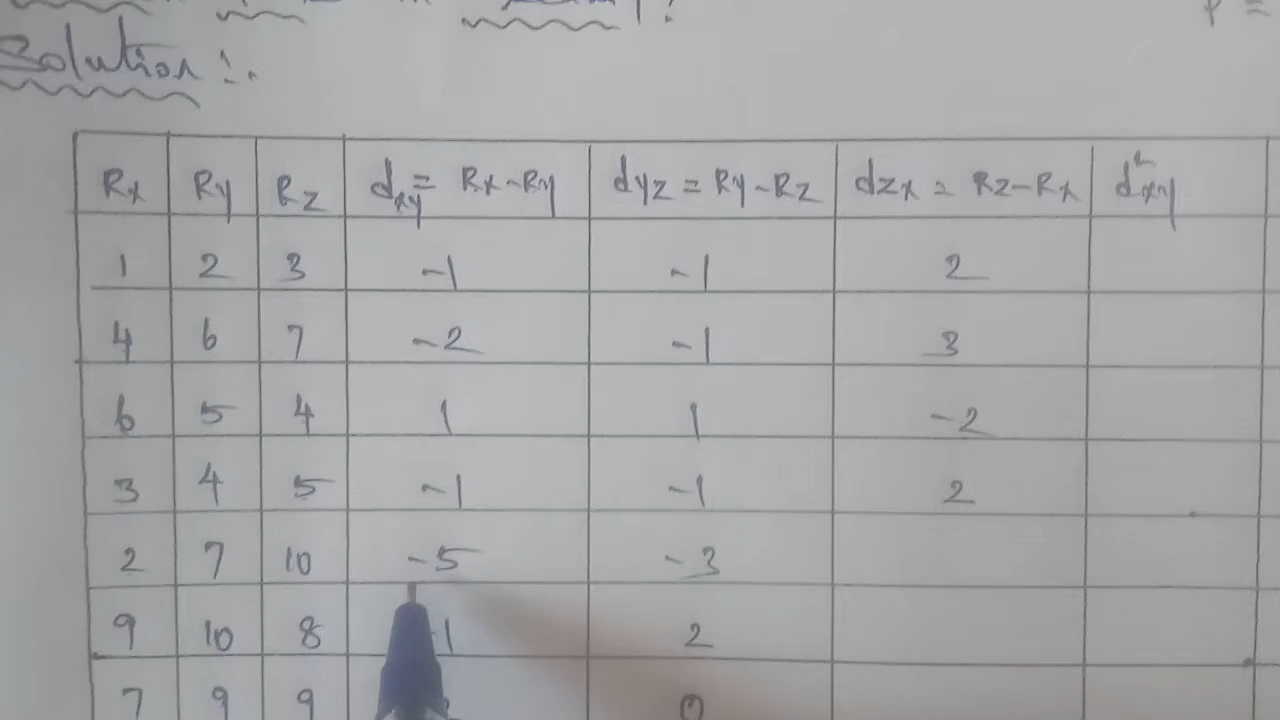 Solution :-
Rx Ry Rz dxy = Rx-Ry dyz = Ry-Rz dzx = Rz-Rx d²xy
1 2 3 -1 -1 2
4 6 7 -2 -1 3
6 5 4 1 1 -2
3 4 5 -1 -1 2
2 7 10 -5 -3
9 10 8 -1 2
7 9 9 0